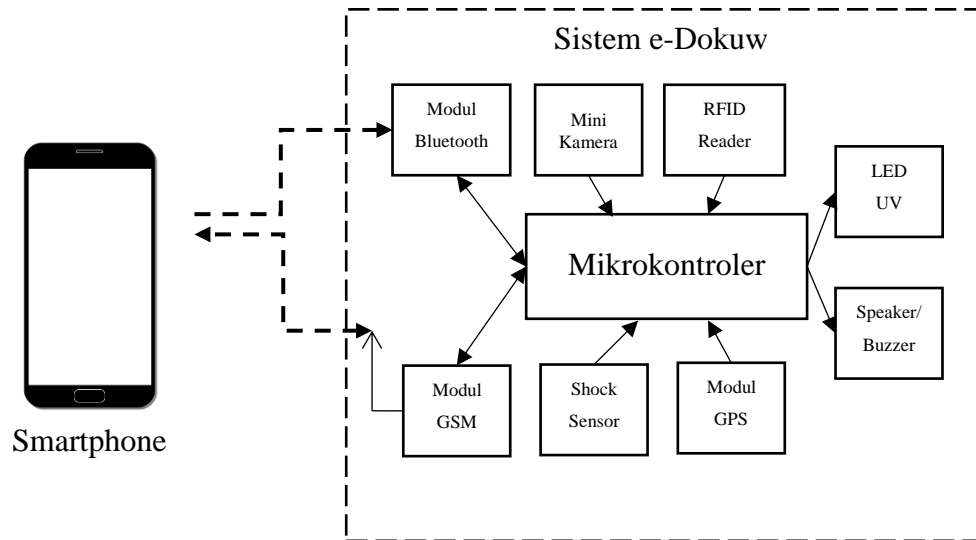 Sistem e-Dokuw
Modul
Bluetooth
Mini
Kamera
RFID
Reader
LED
UV
Mikrokontroler
Speaker/
Buzzer
Modul
GSM
Shock
Sensor
Modul
GPS
Smartphone